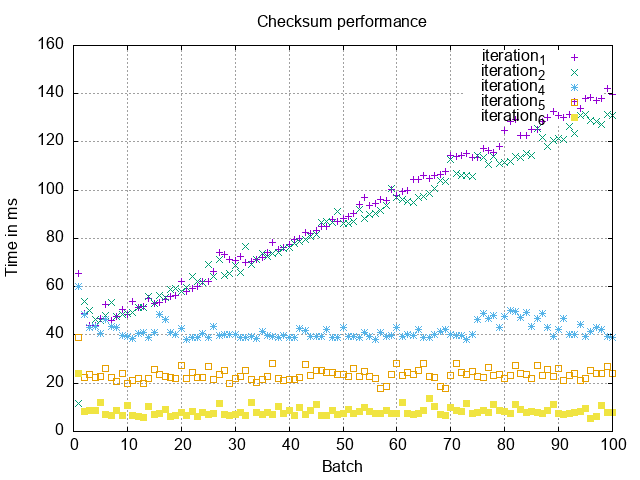 Checksum performance
160
140
120
100
80
60
40
20
0
Time in ms
iteration1
iteration2
iteration4
iteration5
iteration6
0 10 20 30 40 50 60 70 80 90 100
Batch